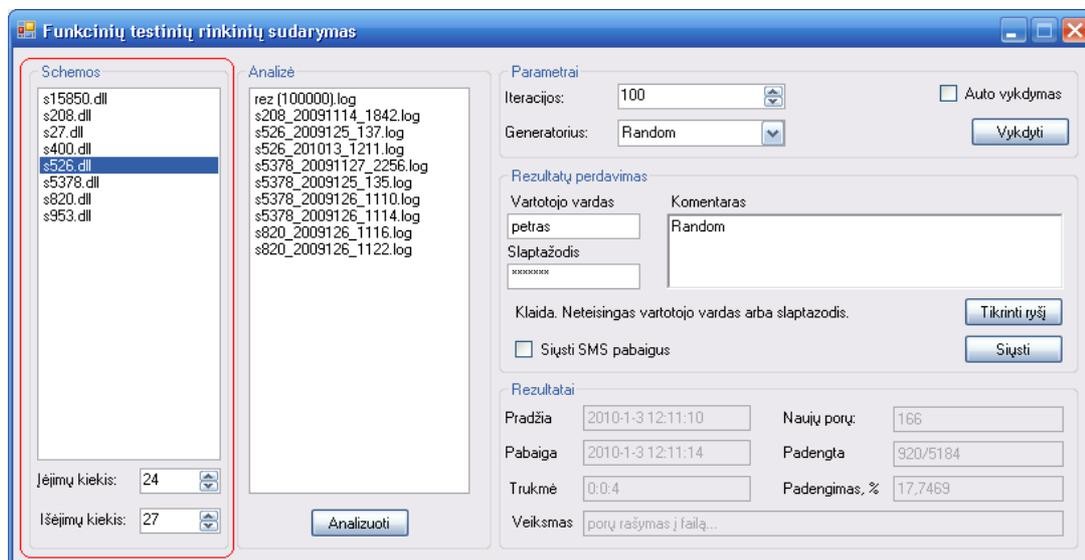 Funkcinių testinių rinkinių sudarymas
Schemos
s15850.dll
s208.dll
s27.dll
s400.dll
s526.dll
s5378.dll
s820.dll
s953.dll
Įėjimų kiekis: 24
Išėjimų kiekis: 27
Analizė
rez (100000).log
s208_20091114_1842.log
s526_2009125_137.log
s526_201013_1211.log
s5378_20091127_2256.log
s5378_2009125_135.log
s5378_2009126_1110.log
s5378_2009126_1114.log
s820_2009126_1116.log
s820_2009126_1122.log
Analizuoti
Parametrai
Iteracijos: 100
Auto vykdymas
Generatorius: Random
Vykdyti
Rezultatų perdavimas
Vartotojo vardas
petras
Slaptažodis
*******
Komentaras
Random
Klaida. Neteisingas vartotojo vardas arba slaptazodis.
Tikrinti ryšį
Siųsti SMS pabaigus
Siųsti
Rezultatai
Pradžia 2010-1-3 12:11:10 Naujų porų: 166
Pabaiga 2010-1-3 12:11:14 Padengta 920/5184
Trukmė 0:0:4 Padengimas, % 17,7469
Veiksmas porų rašymas į failą...